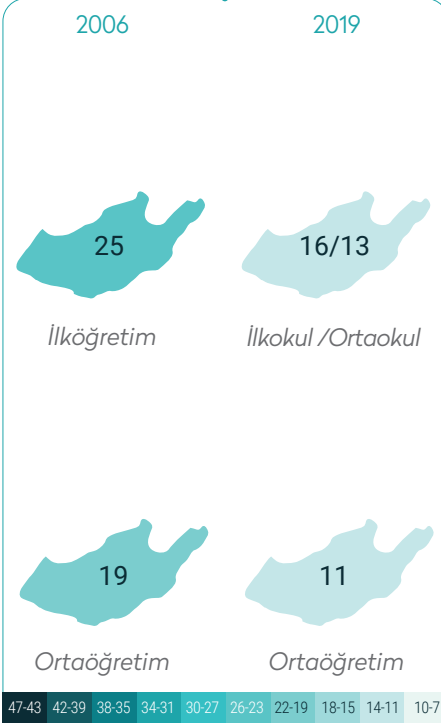 2006 2019
25 16/13
İlköğretim İlkokul /Ortaokul
19 11
Ortaöğretim Ortaöğretim
47-43 42-39 38-35 34-31 30-27 26-23 22-19 18-15 14-11 10-7